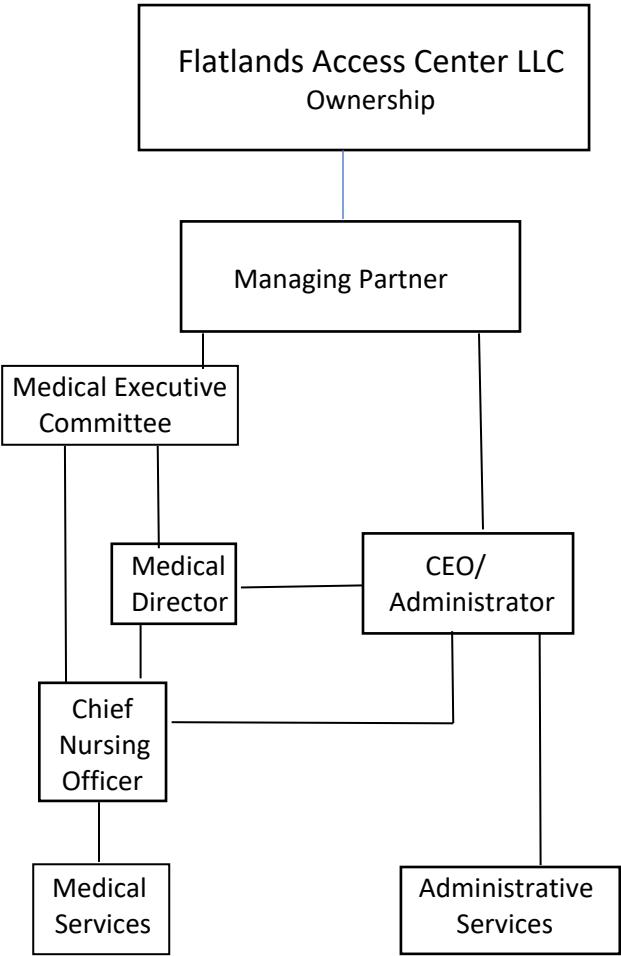 Flatlands Access Center LLC
Ownership
Managing Partner
Medical Executive
Committee
Medical
Director
CEO/
Administrator
Chief
Nursing
Officer
Medical
Services
Administrative
Services